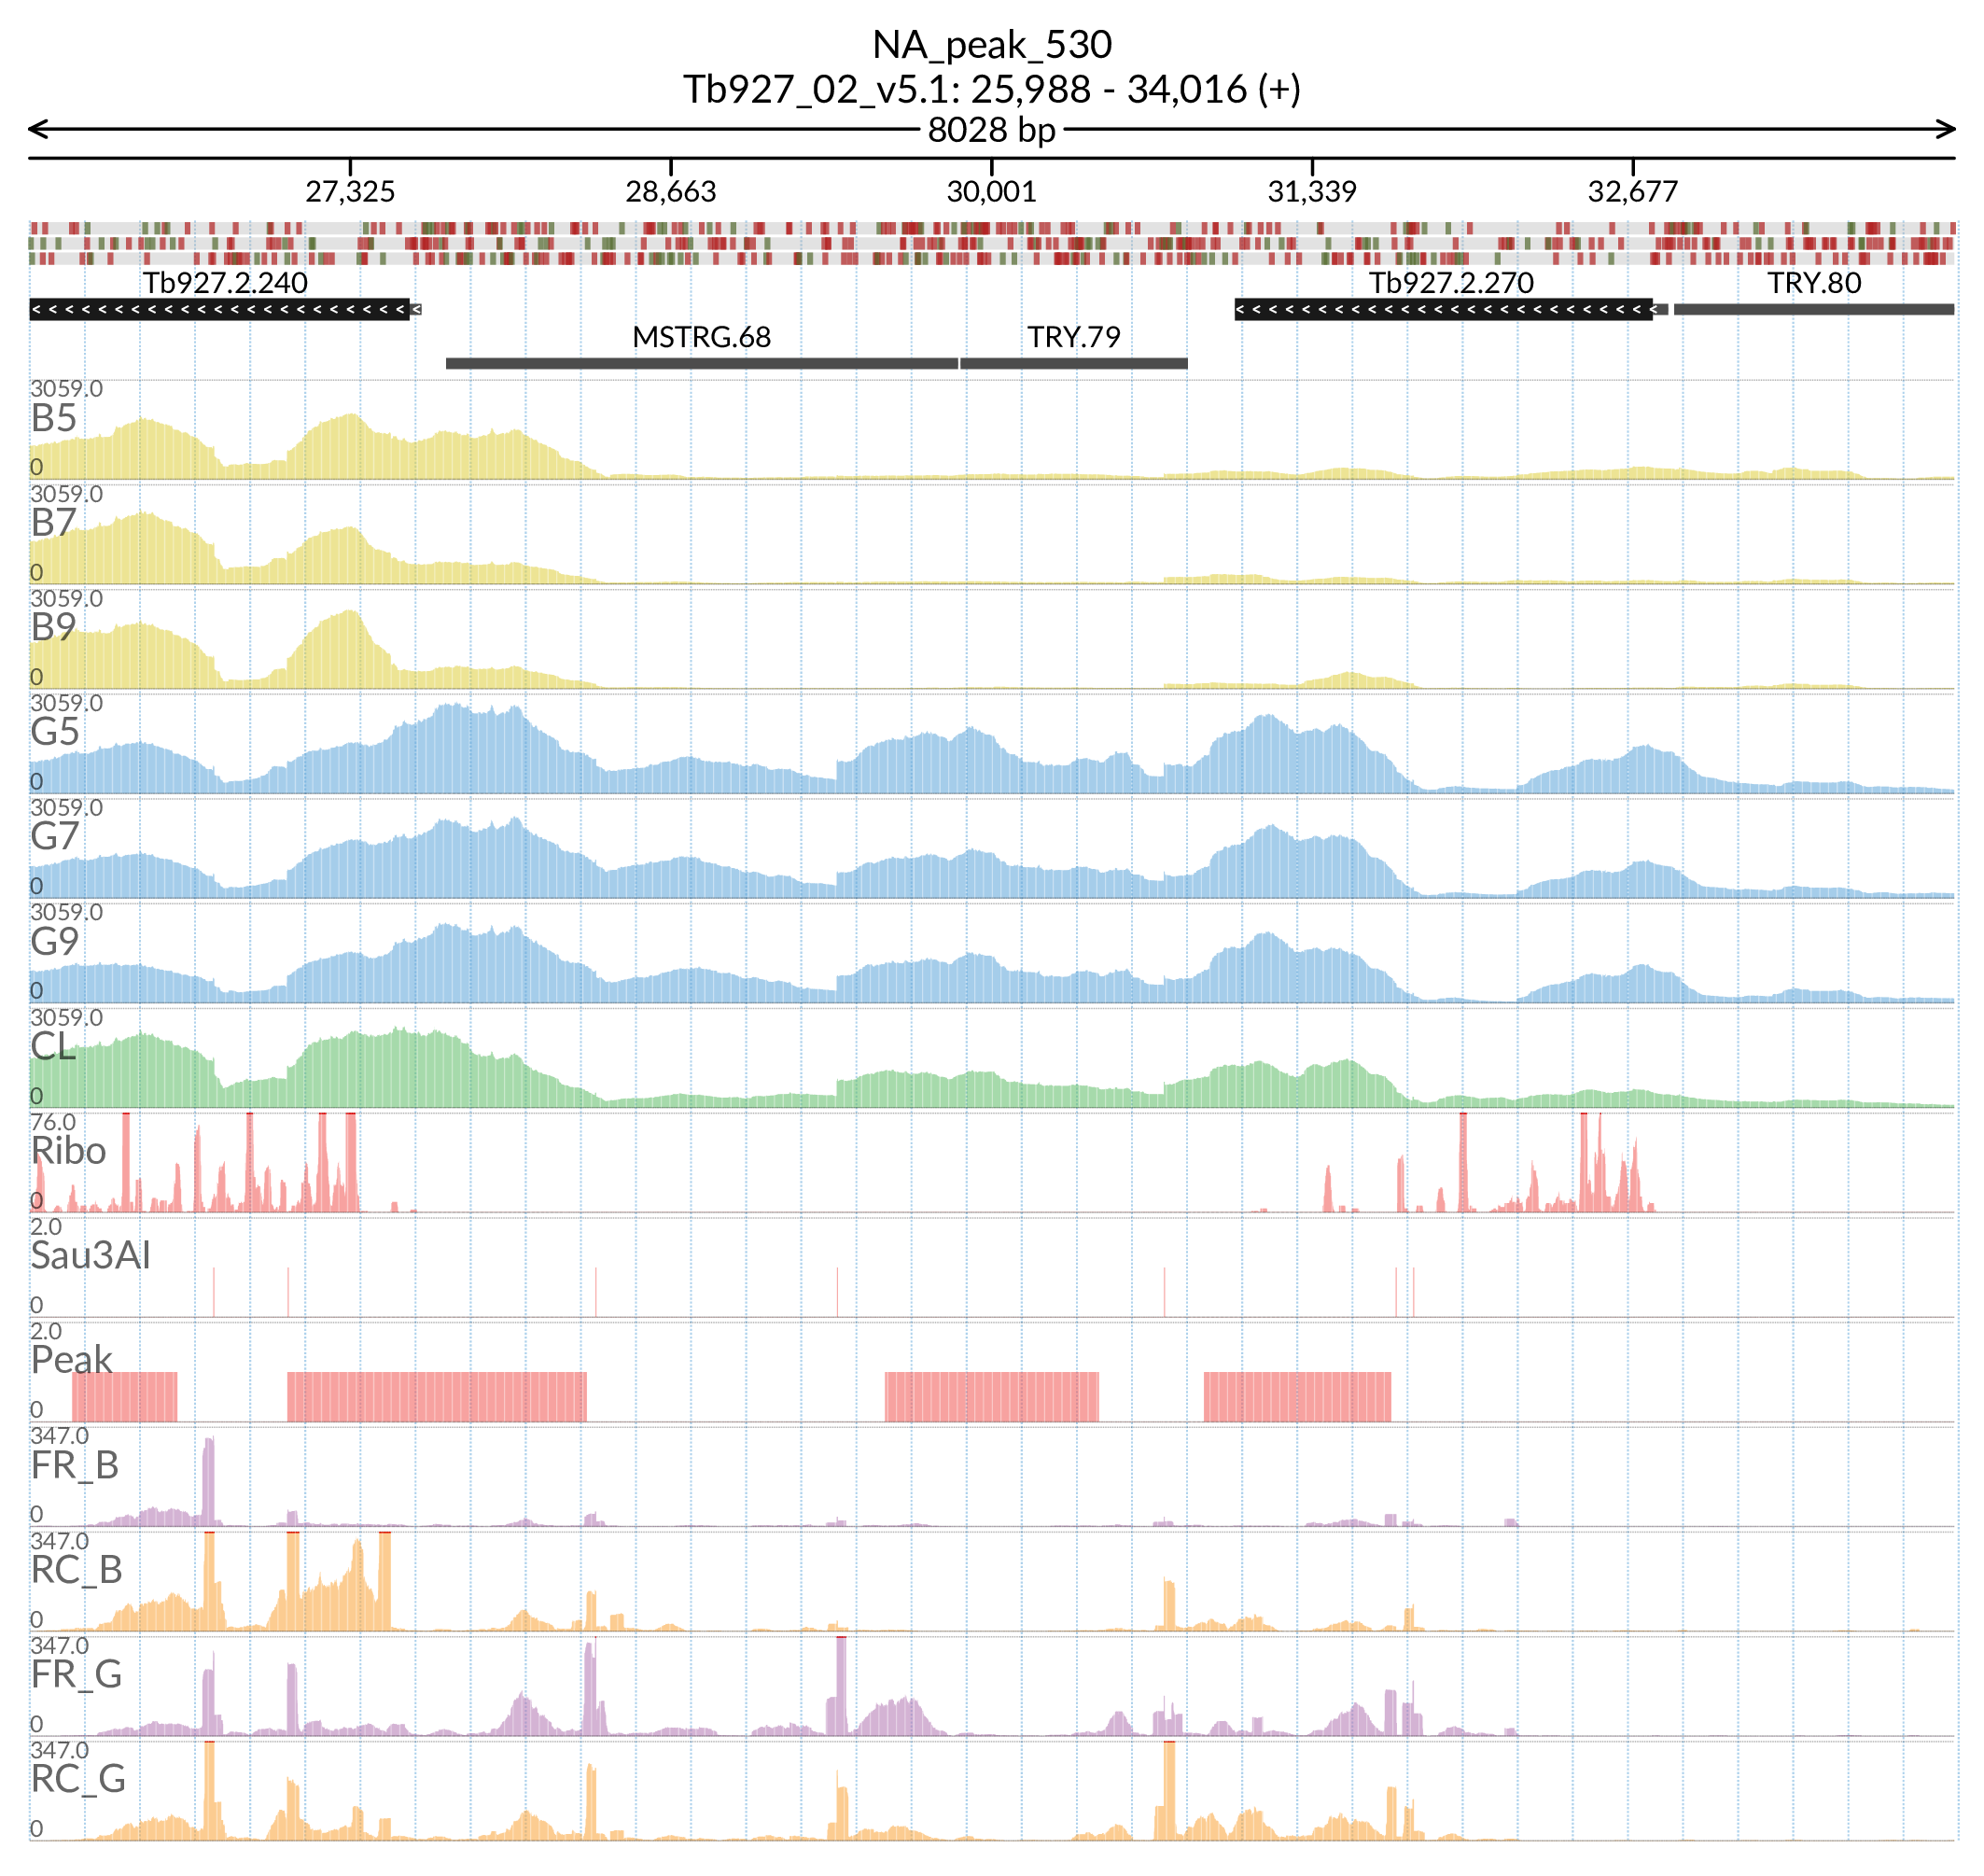 NA_peak_530
Tb927_02_v5.1: 25,988 - 34,016 (+)
8028 bp
27,325 28,663 30,001 31,339 32,677
Tb927.2.240 Tb927.2.270 TRY.80
MSTRG.68 TRY.79
3059.0
B5
0
3059.0
B7
0
3059.0
B9
0
3059.0
G5
0
3059.0
G7
0
3059.0
G9
0
3059.0
CL
0
76.0
Ribo
0
2.0
Sau3AI
0
2.0
Peak
0
347.0
FR_B
0
347.0
RC_B
0
347.0
FR_G
0
347.0
RC_G
0